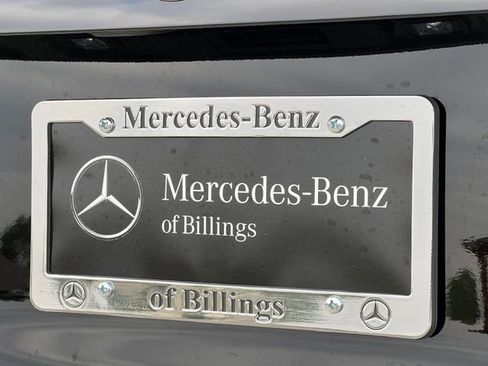 Mercedes-Benz
Mercedes-Benz
of Billings
of Billings